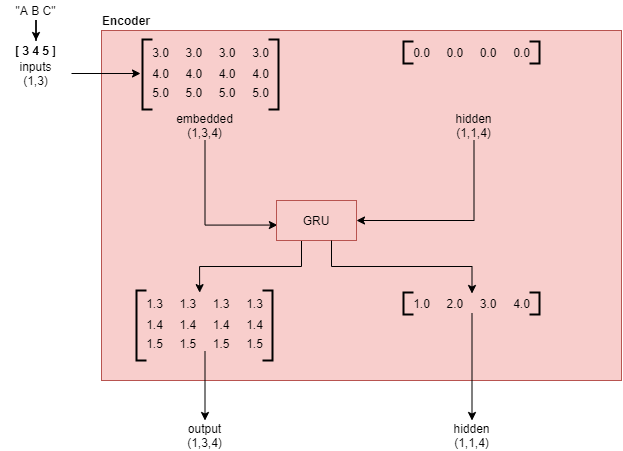 "A B C"
Encoder
[ 3 4 5 ]
inputs
(1,3)
3.0 3.0 3.0 3.0
4.0 4.0 4.0 4.0
5.0 5.0 5.0 5.0
embedded
(1,3,4)
0.0 0.0 0.0 0.0
hidden
(1,1,4)
GRU
1.3 1.3 1.3 1.3
1.4 1.4 1.4 1.4
1.5 1.5 1.5 1.5
1.0 2.0 3.0 4.0
output
(1,3,4)
hidden
(1,1,4)